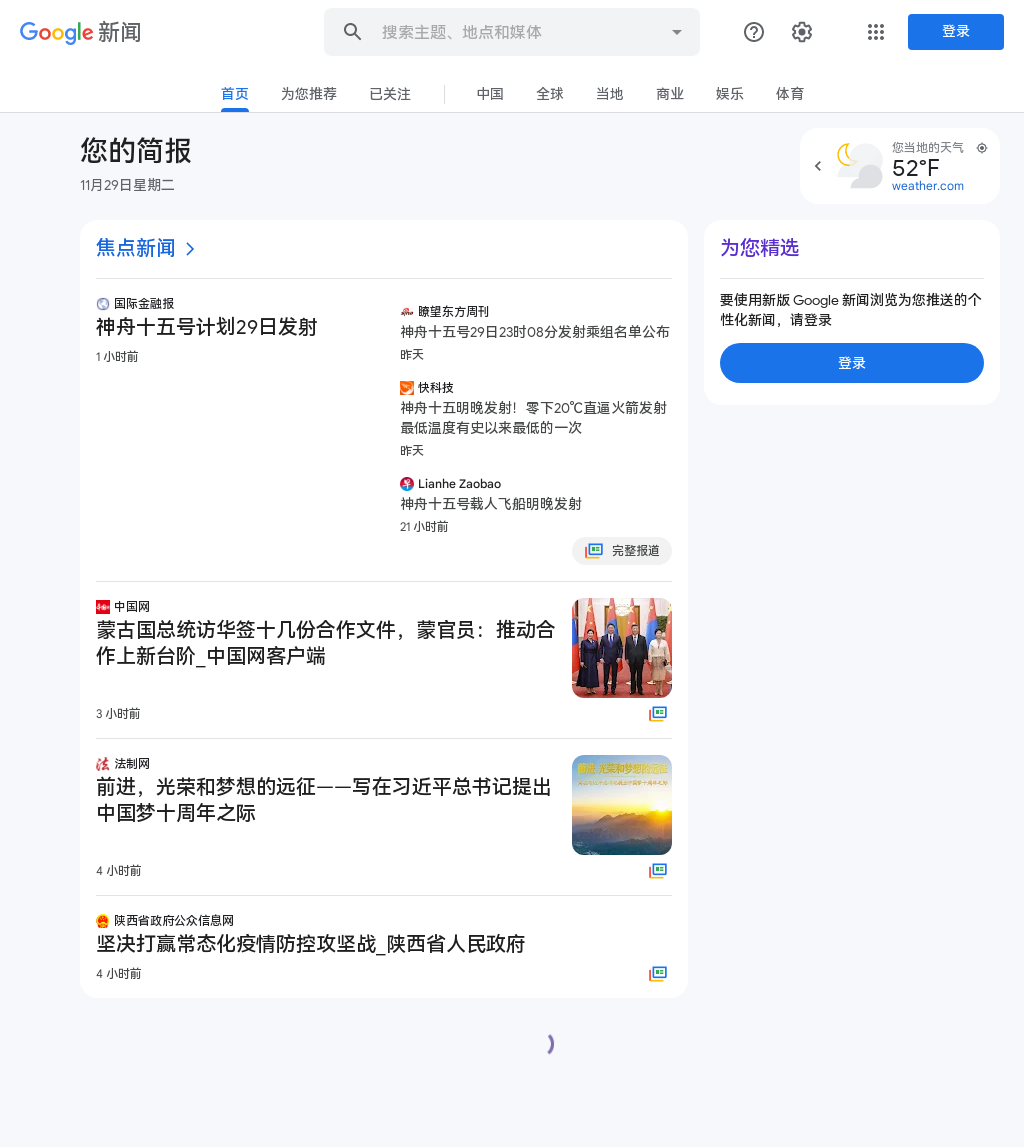 Google 新闻
搜索主题、地点和媒体
登录
首页
为您推荐
已关注
中国
全球
当地
商业
娱乐
体育
您的简报
11月29日星期二
您当地的天气
52°F
weather.com
焦点新闻
国际金融报
神舟十五号计划29日发射
1 小时前
瞭望东方周刊
神舟十五号29日23时08分发射乘组名单公布
昨天
快科技
神舟十五明晚发射！零下20℃直逼火箭发射
最低温度有史以来最低的一次
昨天
Lianhe Zaobao
神舟十五号载人飞船明晚发射
21 小时前
完整报道
中国网
蒙古国总统访华签十几份合作文件，蒙官员：推动合
作上新台阶_中国网客户端
3 小时前
法制网
前进，光荣和梦想的远征——写在习近平总书记提出
中国梦十周年之际
前进 光荣和梦想的远征
4 小时前
陕西省政府公众信息网
坚决打赢常态化疫情防控攻坚战_陕西省人民政府
4 小时前
为您精选
要使用新版 Google 新闻浏览为您推送的个
性化新闻，请登录
登录